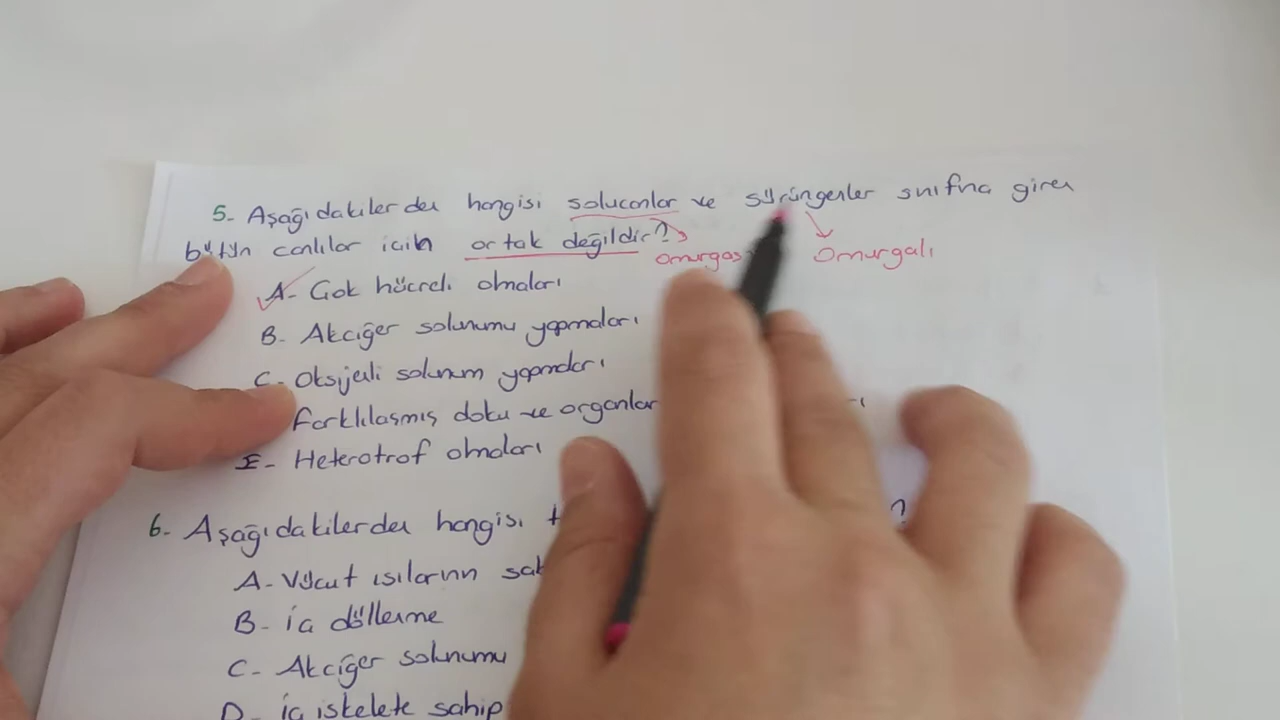 5- Aşağıdakilerden hangisi solucanlar ve sürüngenler sınıfına giren
bütün canlılar için ortak değildir?
omurgas Omurgalı
A- Çok hücreli olmaları
B- Akciğer solunumu yapmaları
C- Oksijenli solunum yapmaları
Farklılaşmış doku ve organlar
E- Heterotrof olmaları
6- Aşağıdakilerden hangisi ?
A- Vücut ısılarının
B- İç döllenme
C- Akciğer solunumu
D- İç iskelete sahip